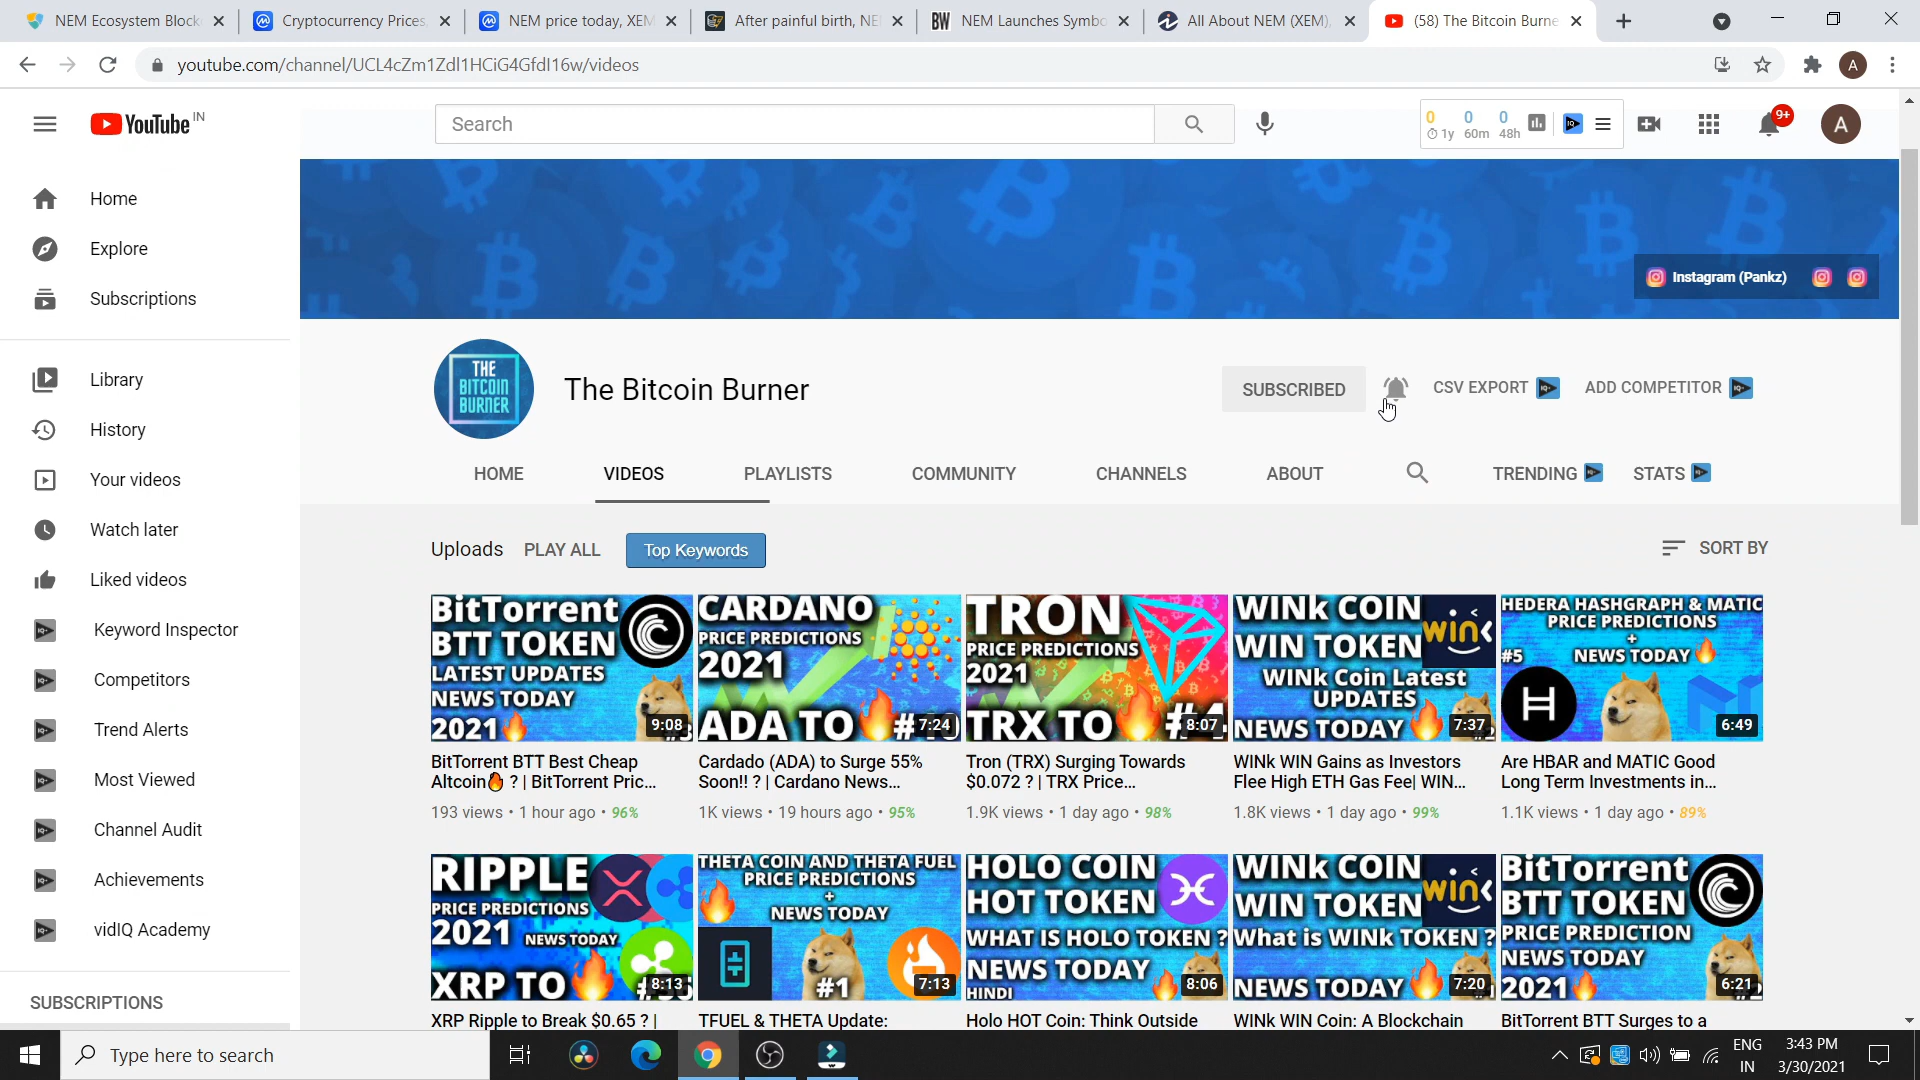 NEM Ecosystem Block
Cryptocurrency Prices,
NEM price today, XEM
After painful birth, NE
NEM Launches Symbo
All About NEM (XEM),
(58) The Bitcoin Burne
youtube.com/channel/UCL4cZm1Zdl1HCiG4GfdI16w/videos
A
YouTube IN
Search
0 0 0
1y 60m 48h
9+
A
Home
Explore
Subscriptions
Library
History
Your videos
Watch later
Liked videos
Keyword Inspector
Competitors
Trend Alerts
Most Viewed
Channel Audit
Achievements
vidIQ Academy
SUBSCRIPTIONS
Instagram (Pankz)
THE
BITCOIN
BURNER
The Bitcoin Burner
SUBSCRIBED
CSV EXPORT
ADD COMPETITOR
HOME VIDEOS PLAYLISTS COMMUNITY CHANNELS ABOUT TRENDING STATS
Uploads PLAY ALL Top Keywords SORT BY
BitTorrent
BTT TOKEN
LATEST UPDATES
NEWS TODAY
2021
9:08
BitTorrent BTT Best Cheap
Altcoin🔥 ? | BitTorrent Pric...
193 views • 1 hour ago • 96%
CARDANO
PRICE PREDICTIONS
2021
ADA TO
7:24
Cardado (ADA) to Surge 55%
Soon!! ? | Cardano News...
1K views • 19 hours ago • 95%
TRON
PRICE PREDICTIONS
2021
TRX TO
8:07
Tron (TRX) Surging Towards
$0.072 ? | TRX Price...
1.9K views • 1 day ago • 98%
WINk COIN
WIN TOKEN
WINk Coin Latest
UPDATES
NEWS TODAY
7:37
WINk WIN Gains as Investors
Flee High ETH Gas Fee| WIN...
1.8K views • 1 day ago • 99%
HEDERA HASHGRAPH & MATIC
PRICE PREDICTIONS
+
#5 NEWS TODAY
6:49
Are HBAR and MATIC Good
Long Term Investments in...
1.1K views • 1 day ago • 89%
RIPPLE
PRICE PREDICTIONS
2021 NEWS TODAY
XRP TO
8:13
XRP Ripple to Break $0.65 ? |
THETA COIN AND THETA FUEL
PRICE PREDICTIONS
+
NEWS TODAY
#1
7:13
TFUEL & THETA Update:
HOLO COIN
HOT TOKEN
WHAT IS HOLO TOKEN ?
NEWS TODAY
HINDI
8:06
Holo HOT Coin: Think Outside
WINk COIN
WIN TOKEN
What is WINk TOKEN ?
NEWS TODAY
7:20
WINk WIN Coin: A Blockchain
BitTorrent
BTT TOKEN
PRICE PREDICTION
NEWS TODAY
2021
6:21
BitTorrent BTT Surges to a
Type here to search
ENG
IN
3:43 PM
3/30/2021